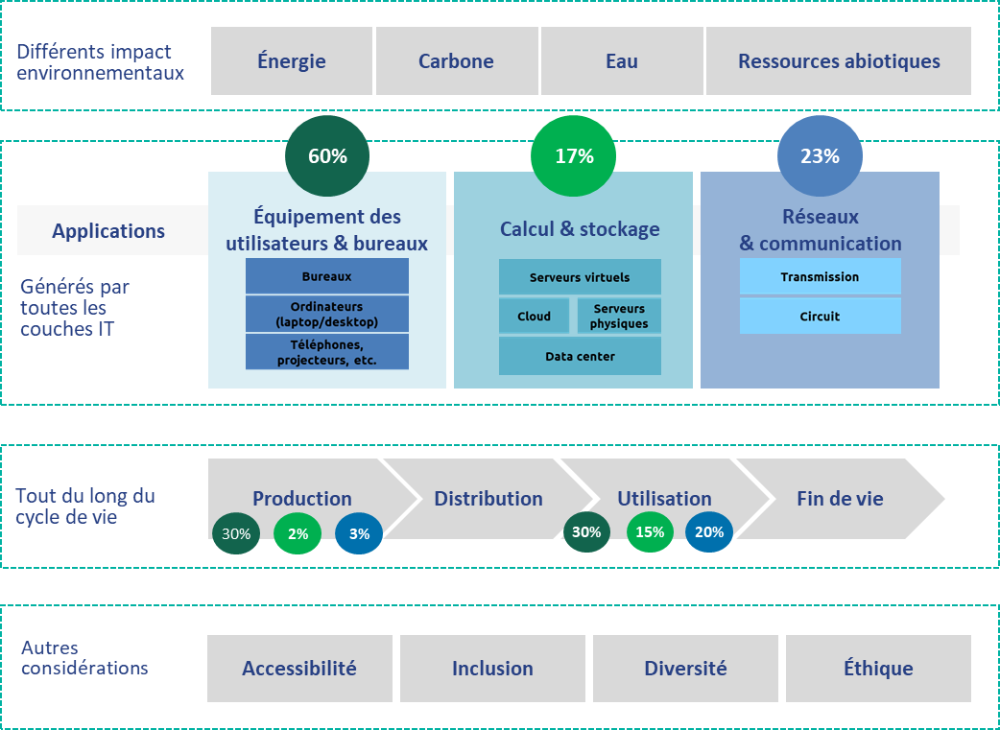 Différents impact
environnementaux
Énergie
Carbone
Eau
Ressources abiotiques
60%
17%
23%
Applications
Générés par
toutes les
couches IT
Équipement des
utilisateurs & bureaux
Bureaux
Ordinateurs
(laptop/desktop)
Téléphones,
projecteurs, etc.
Calcul & stockage
Serveurs virtuels
Cloud
Serveurs
physiques
Data center
Réseaux
& communication
Transmission
Circuit
Tout du long du
cycle de vie
Production
30%
2%
3%
Distribution
Utilisation
30%
15%
20%
Fin de vie
Autres
considérations
Accessibilité
Inclusion
Diversité
Éthique